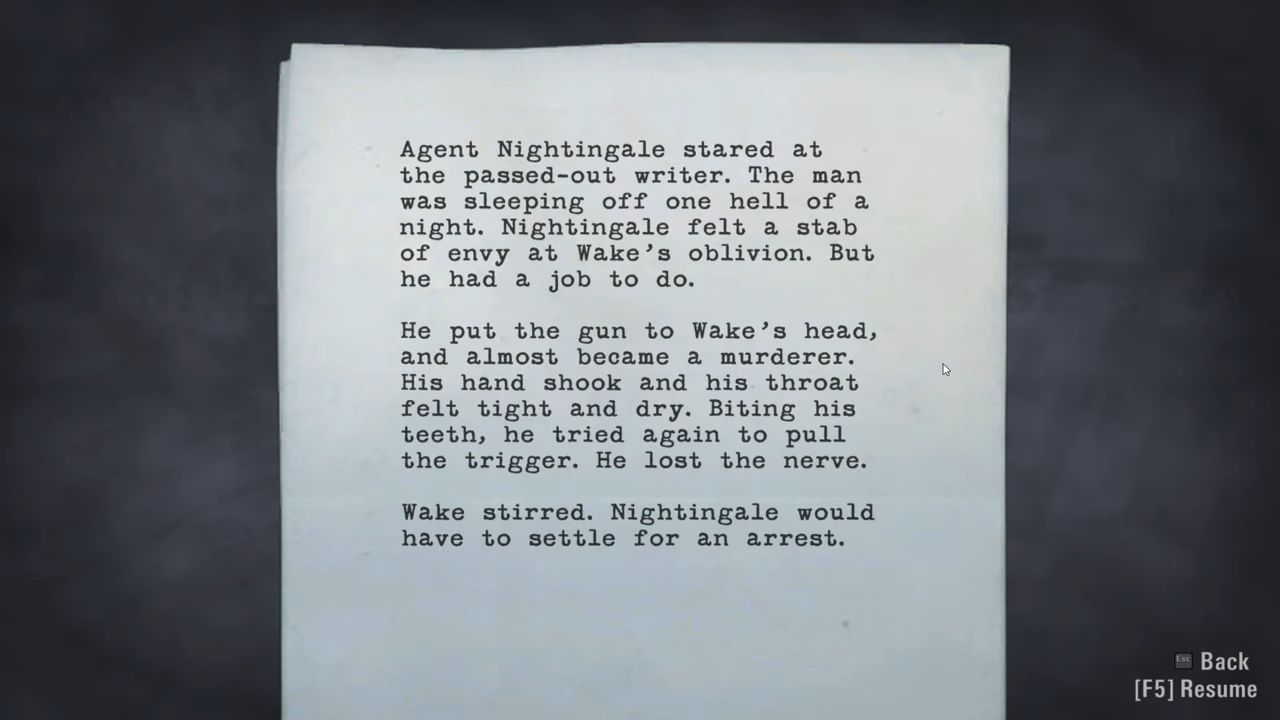 Agent Nightingale stared at
the passed-out writer. The man
was sleeping off one hell of a
night. Nightingale felt a stab
of envy at Wake’s oblivion. But
he had a job to do.
He put the gun to Wake’s head,
and almost became a murderer.
His hand shook and his throat
felt tight and dry. Biting his
teeth, he tried again to pull
the trigger. He lost the nerve.
Wake stirred. Nightingale would
have to settle for an arrest.
Esc Back
[F5] Resume